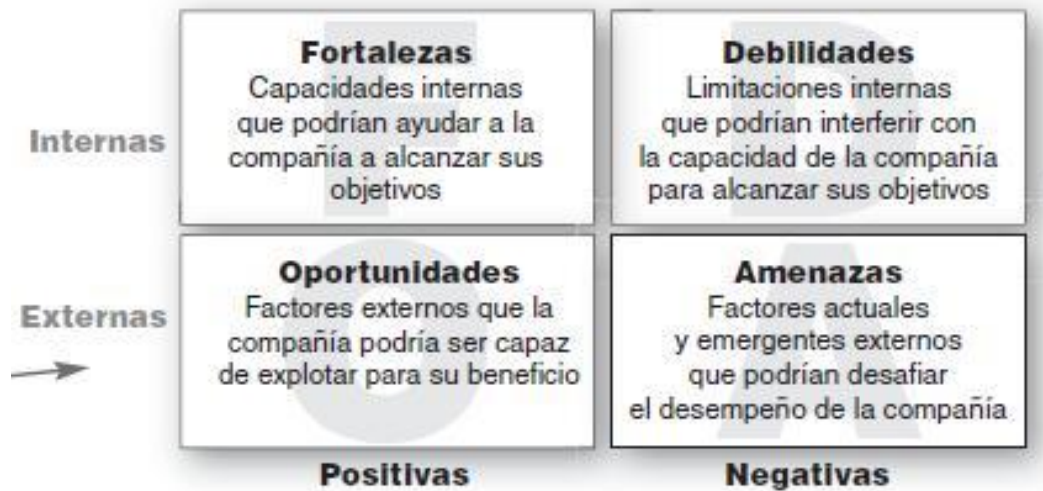 Internas
Fortalezas
Capacidades internas
que podrían ayudar a la
compañía a alcanzar sus
objetivos
Debilidades
Limitaciones internas
que podrían interferir con
la capacidad de la compañía
para alcanzar sus objetivos
Externas
Oportunidades
Factores externos que la
compañía podría ser capaz
de explotar para su beneficio
Amenazas
Factores actuales
y emergentes externos
que podrían desafiar
el desempeño de la compañía
Positivas
Negativas
F
D
O
A